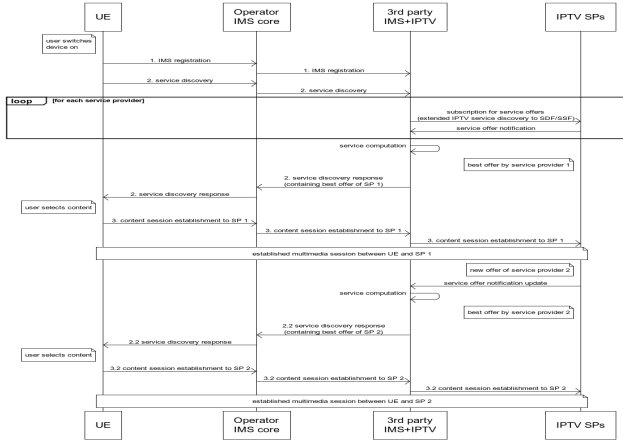 UE
Operator
IMS core
3rd party
IMS+IPTV
IPTV SPs
user switches
device on
1. IMS registration
1. IMS registration
2. service discovery
2. service discovery
loop
[for each service provider]
subscription for service offers
(extended IPTV service discovery to SDF/SSF)
service offer notification
service computation
best offer by service provider 1
2. service discovery response
(containing best offer of SP 1)
2. service discovery response
user selects content
3. content session establishment to SP 1
3. content session establishment to SP 1
3. content session establishment to SP 1
established multimedia session between UE and SP 1
new offer of service provider 2
service offer notification update
service computation
best offer by service provider 2
2.2 service discovery response
(containing best offer of SP 2)
2.2 service discovery response
user selects content
3.2 content session establishment to SP 2
3.2 content session establishment to SP 2
3.2 content session establishment to SP 2
established multimedia session between UE and SP 2
UE
Operator
IMS core
3rd party
IMS+IPTV
IPTV SPs